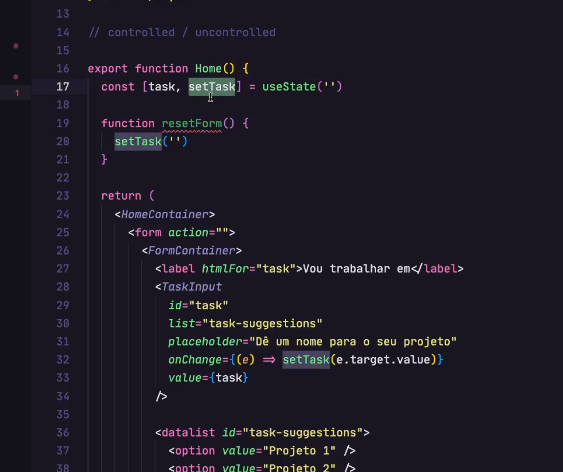 13
14 // controlled / uncontrolled
15
16 export function Home() {
17 const [task, setTask] = useState('')
18
19 function resetForm() {
20 setTask('')
21 }
22
23 return (
24 <HomeContainer>
25 <form action="">
26 <FormContainer>
27 <label htmlFor="task">Vou trabalhar em</label>
28 <TaskInput
29 id="task"
30 list="task-suggestions"
31 placeholder="Dê um nome para o seu projeto"
1 32 onChange={(e) => setTask(e.target.value)}
33 value={task}
34 />
35
36 <datalist id="task-suggestions">
37 <option value="Projeto 1" />
38 <option value="Projeto 2" />